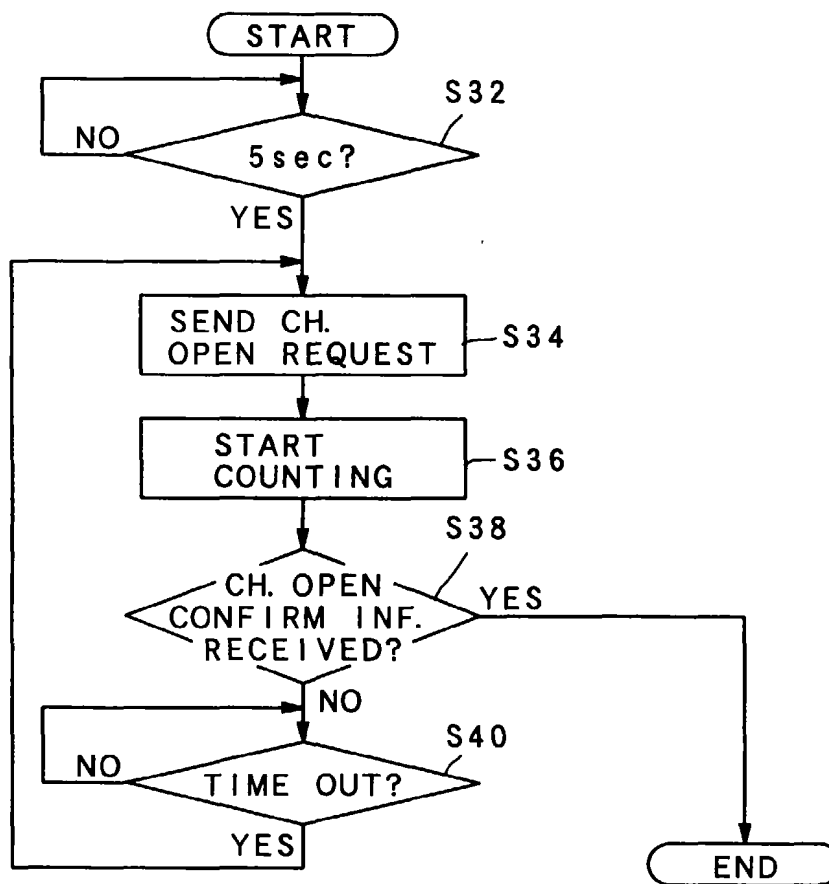 START
S32
NO
5sec?
YES
SEND CH.
OPEN REQUEST
S34
START
COUNTING
S36
S38
CH. OPEN
CONFIRM INF.
RECEIVED?
YES
NO
S40
NO
TIME OUT?
YES
END